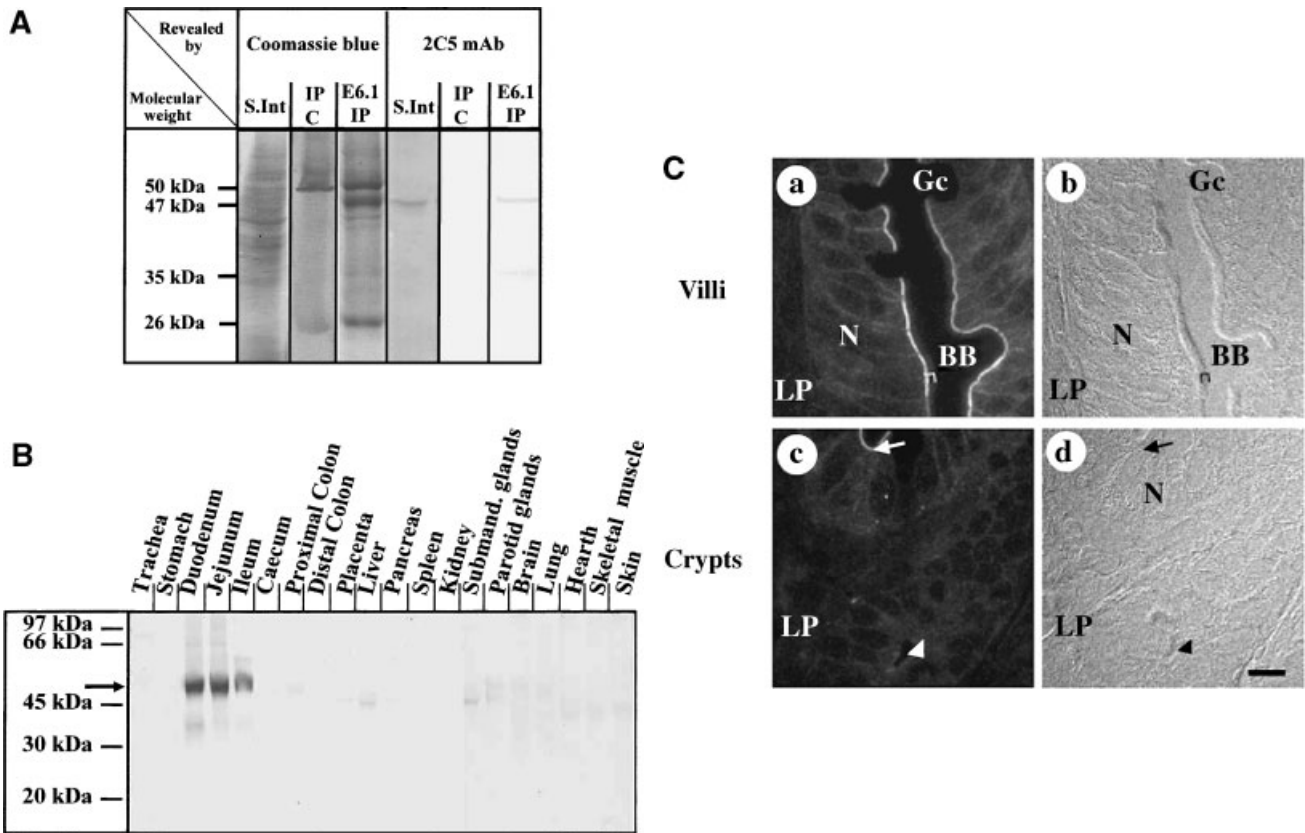 A
Revealed by
Coomassie blue
2C5 mAb
Molecular weight
S.Int
IP C
E6.1 IP
S.Int
IP C
E6.1 IP
50 kDa
47 kDa
35 kDa
26 kDa
B
Trachea
Stomach
Duodenum
Jejunum
Ileum
Caecum
Proximal Colon
Distal Colon
Placenta
Liver
Pancreas
Spleen
Kidney
Submand. glands
Parotid glands
Brain
Lung
Hearth
Skeletal muscle
Skin
97 kDa
66 kDa
45 kDa
30 kDa
20 kDa
C
Villi
a
Gc
N
BB
LP
b
Gc
N
BB
LP
Crypts
c
LP
d
N
LP